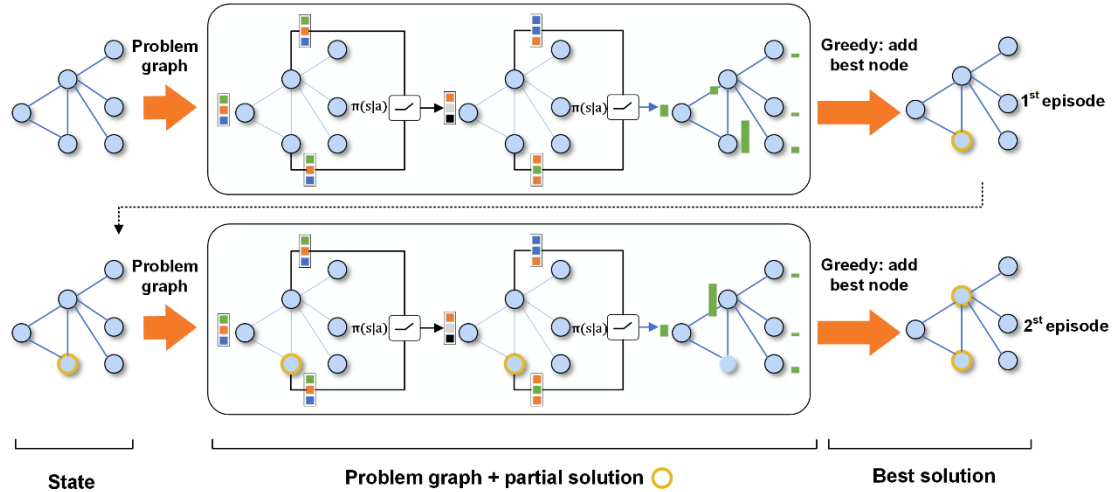 Problem
graph
π(s|a)
π(s|a)
Greedy: add
best node
1st episode
Problem
graph
π(s|a)
π(s|a)
Greedy: add
best node
2st episode
State
Problem graph + partial solution
Best solution